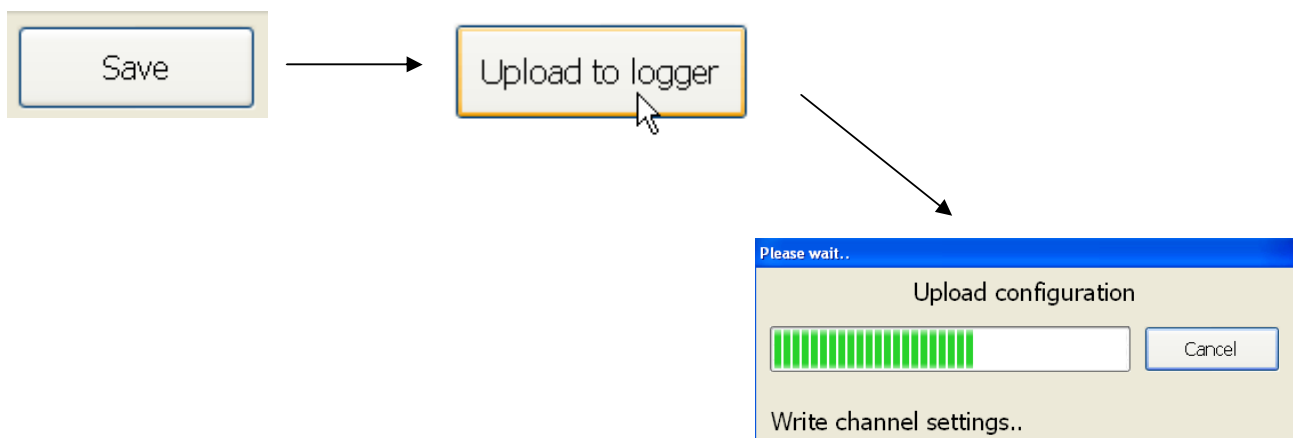 Save
Upload to logger
Please wait..
Upload configuration
Cancel
Write channel settings..